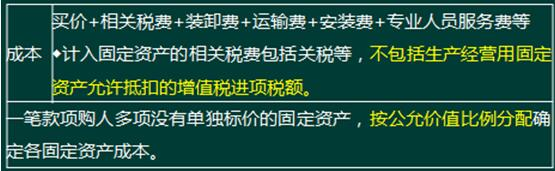 成本
买价+相关税费+装卸费+运输费+安装费+专业人员服务费等
◆计入固定资产的相关税费包括关税等，不包括生产经营用固定
资产允许抵扣的增值税进项税额。
一笔款项购人多项没有单独标价的固定资产，按公允价值比例分配确
定各固定资产成本。